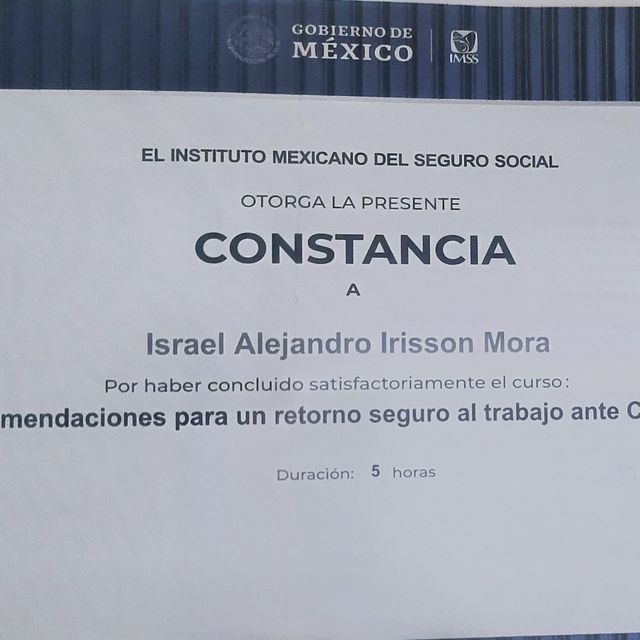 GOBIERNO DE
MÉXICO
IMSS
EL INSTITUTO MEXICANO DEL SEGURO SOCIAL
OTORGA LA PRESENTE
CONSTANCIA
A
Israel Alejandro Irisson Mora
Por haber concluido satisfactoriamente el curso:
mendaciones para un retorno seguro al trabajo ante C
Duración: 5 horas